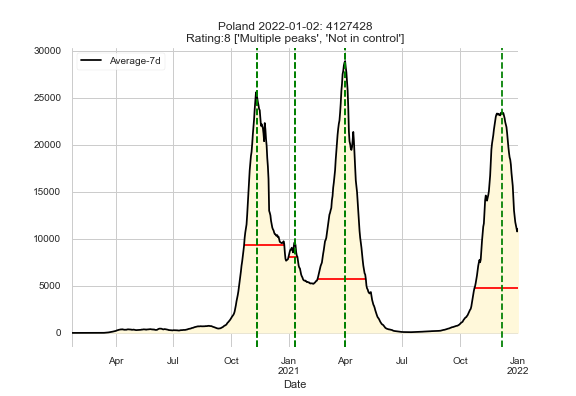 Poland 2022-01-02: 4127428
Rating:8 ['Multiple peaks', 'Not in control']
Average-7d
30000
25000
20000
15000
10000
5000
0
Apr Jul Oct Jan Apr Jul Oct Jan
2021 2022
Date